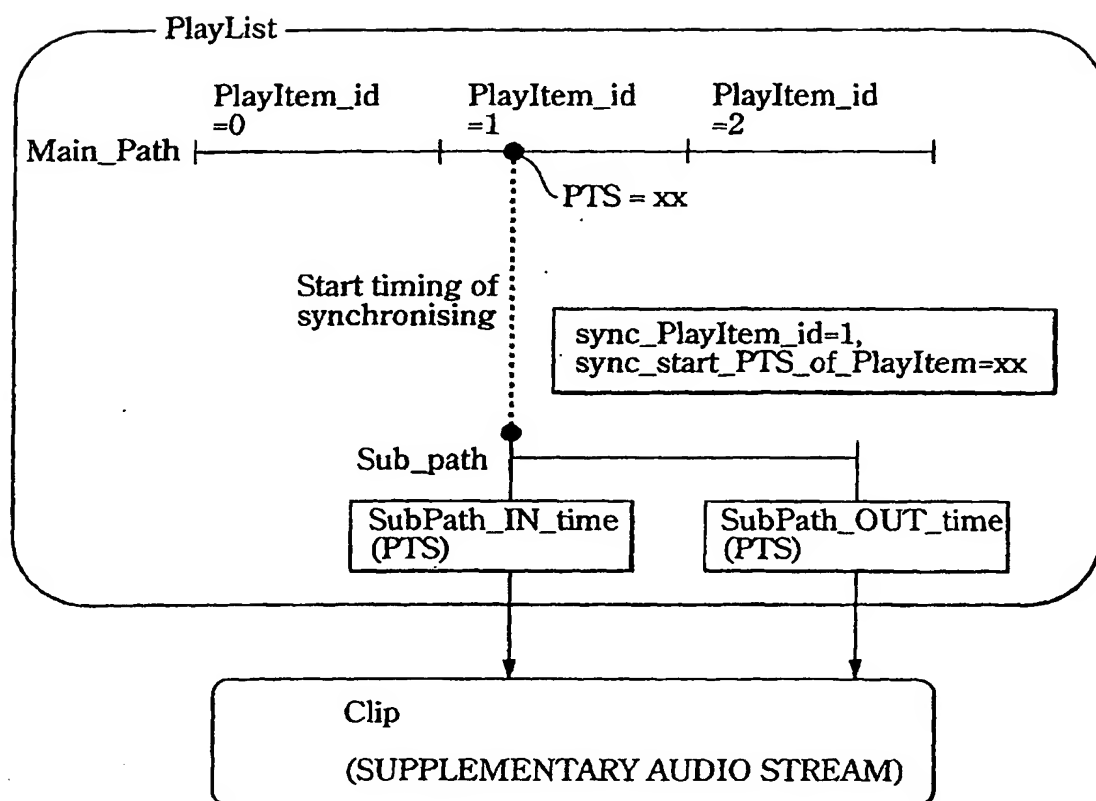 PlayList
PlayItem_id
=0
PlayItem_id
=1
PlayItem_id
=2
Main_Path
PTS = xx
Start timing of
synchronising
sync_PlayItem_id=1,
sync_start_PTS_of_PlayItem=xx
Sub_path
SubPath_IN_time
(PTS)
SubPath_OUT_time
(PTS)
Clip
(SUPPLEMENTARY AUDIO STREAM)